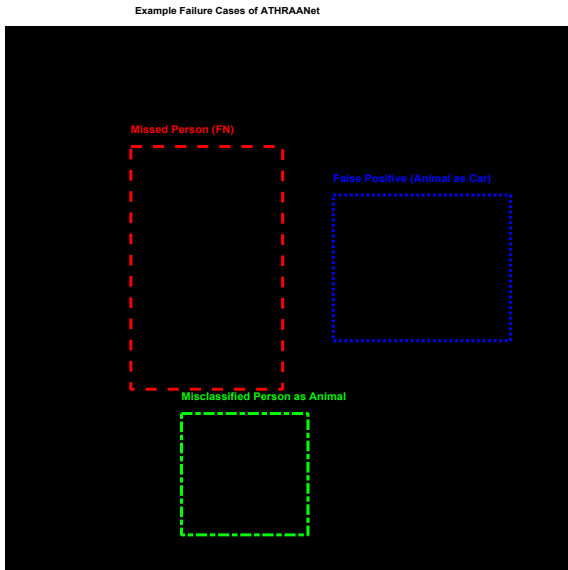 Example Failure Cases of ATHRAANet
Missed Person (FN)
False Positive (Animal as Car)
Misclassified Person as Animal